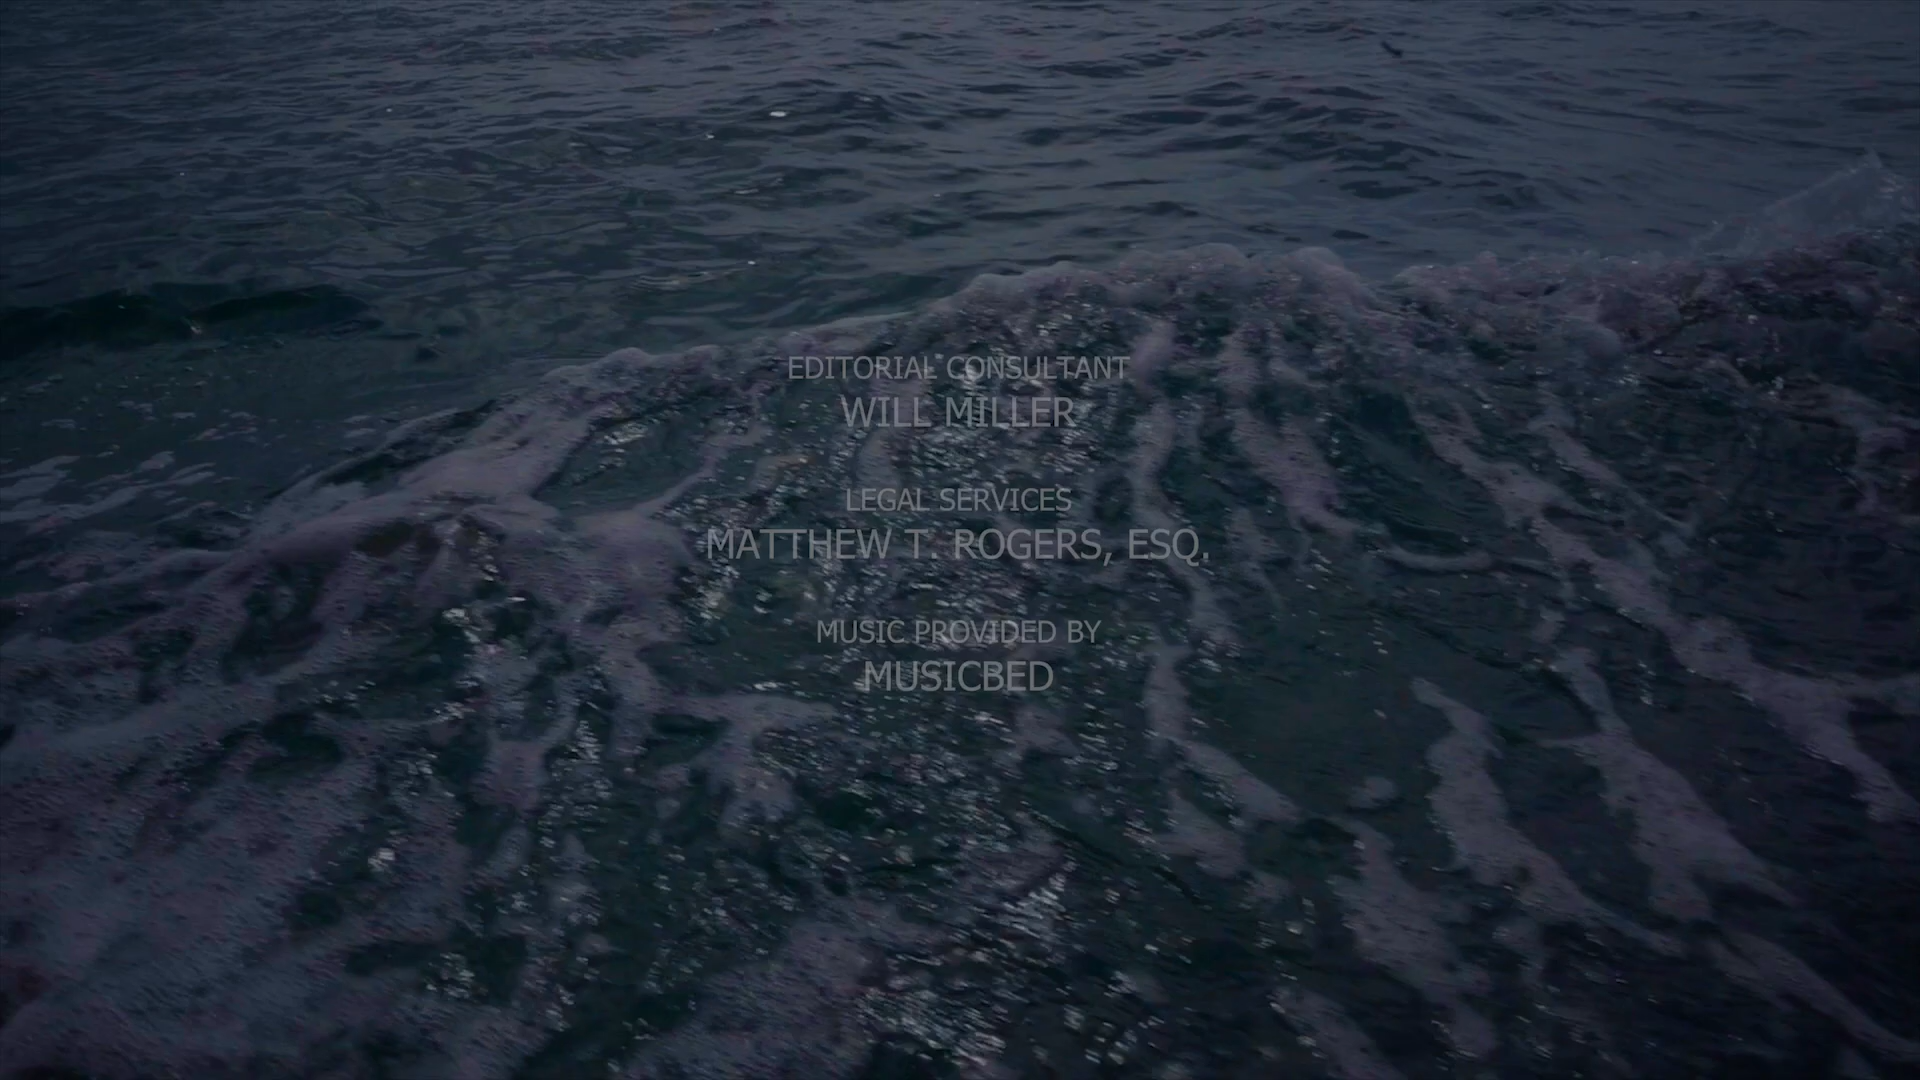 EDITORIAL CONSULTANT
WILL MILLER
LEGAL SERVICES
MATTHEW T. ROGERS, ESQ.
MUSIC PROVIDED BY
MUSICBED